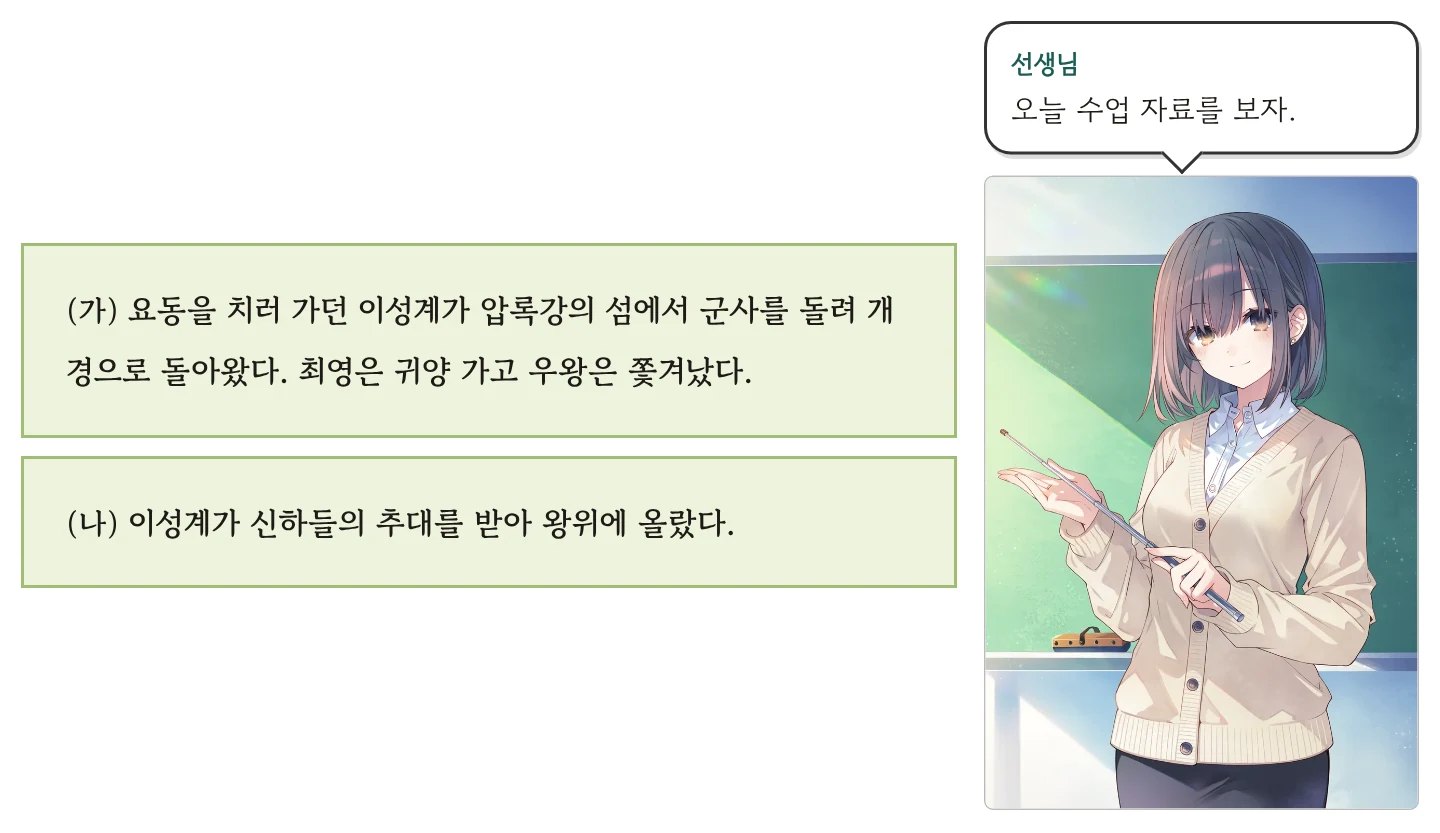 선생님
오늘 수업 자료를 보자.
(가) 요동을 치러 가던 이성계가 압록강의 섬에서 군사를 돌려 개
경으로 돌아왔다. 최영은 귀양 가고 우왕은 쫓겨났다.
(나) 이성계가 신하들의 추대를 받아 왕위에 올랐다.